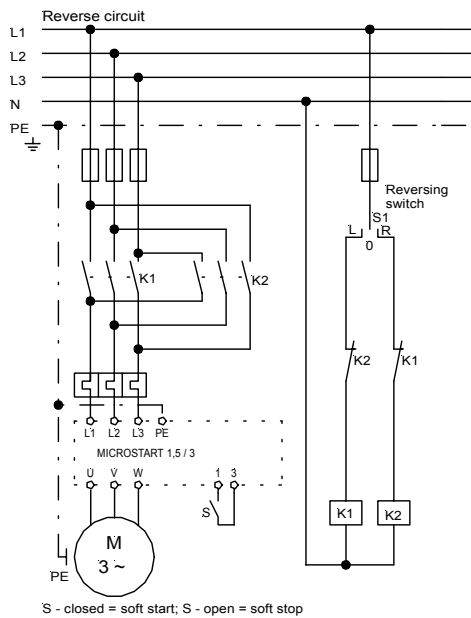 Reverse circuit
L1
L2
L3
N
PE
Reversing
switch
S1
L R
0
K1 K2
K2 K1
L1 L2 L3 PE
MICROSTART 1,5 / 3
U V W 1 3
S
K1 K2
M
3 ~
PE
S - closed = soft start; S - open = soft stop